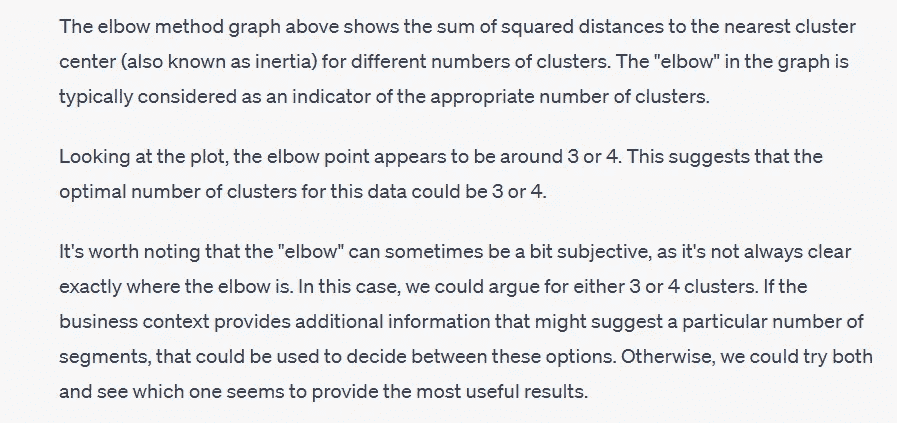 The elbow method graph above shows the sum of squared distances to the nearest cluster
center (also known as inertia) for different numbers of clusters. The "elbow" in the graph is
typically considered as an indicator of the appropriate number of clusters.
Looking at the plot, the elbow point appears to be around 3 or 4. This suggests that the
optimal number of clusters for this data could be 3 or 4.
It's worth noting that the "elbow" can sometimes be a bit subjective, as it's not always clear
exactly where the elbow is. In this case, we could argue for either 3 or 4 clusters. If the
business context provides additional information that might suggest a particular number of
segments, that could be used to decide between these options. Otherwise, we could try both
and see which one seems to provide the most useful results.